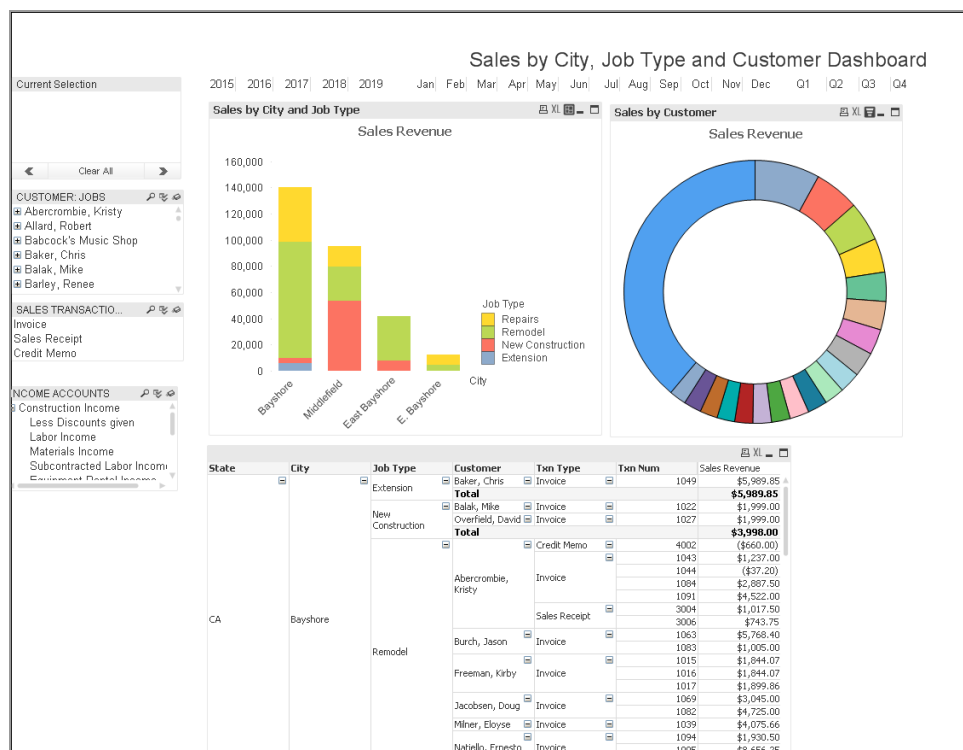 Sales by City, Job Type and Customer Dashboard
Current Selection
2015 2016 2017 2018 2019 Jan Feb Mar Apr May Jun Jul Aug Sep Oct Nov Dec Q1 Q2 Q3 Q4
Clear All
CUSTOMER: JOBS
Abercrombie, Kristy
Allard, Robert
Babcock's Music Shop
Baker, Chris
Balak, Mike
Barley, Renee
SALES TRANSACTIO...
Invoice
Sales Receipt
Credit Memo
NCOME ACCOUNTS
Construction Income
Less Discounts given
Labor Income
Materials Income
Subcontracted Labor Incom
Equipment Rental Income
Sales by City and Job Type XL
Sales Revenue
160,000
140,000
120,000
100,000
80,000
60,000
40,000
20,000
0
Bayshore
Middlefield
East Bayshore
E. Bayshore
City
Job Type
Repairs
Remodel
New Construction
Extension
Sales by Customer XL
Sales Revenue
XL
State City Job Type Customer Txn Type Txn Num Sales Revenue
CA Bayshore
Extension Baker, Chris Invoice 1049 $5,989.85
Total $5,989.85
New Construction Balak, Mike Invoice 1022 $1,999.00
Overfield, David Invoice 1027 $1,999.00
Total $3,998.00
Remodel
Abercrombie, Kristy
Credit Memo 4002 ($660.00)
Invoice 1043 $1,237.00
1044 ($37.20)
1084 $2,887.50
1091 $4,522.00
Sales Receipt 3004 $1,017.50
3006 $743.75
Burch, Jason Invoice 1063 $5,768.40
1083 $1,005.00
Freeman, Kirby Invoice 1015 $1,844.07
1016 $1,844.07
1017 $1,899.86
Jacobsen, Doug Invoice 1069 $3,045.00
1082 $4,725.00
Milner, Eloyse Invoice 1039 $4,075.66
Natiello, Ernesto Invoice 1094 $1,930.50
1095 $8,656.25